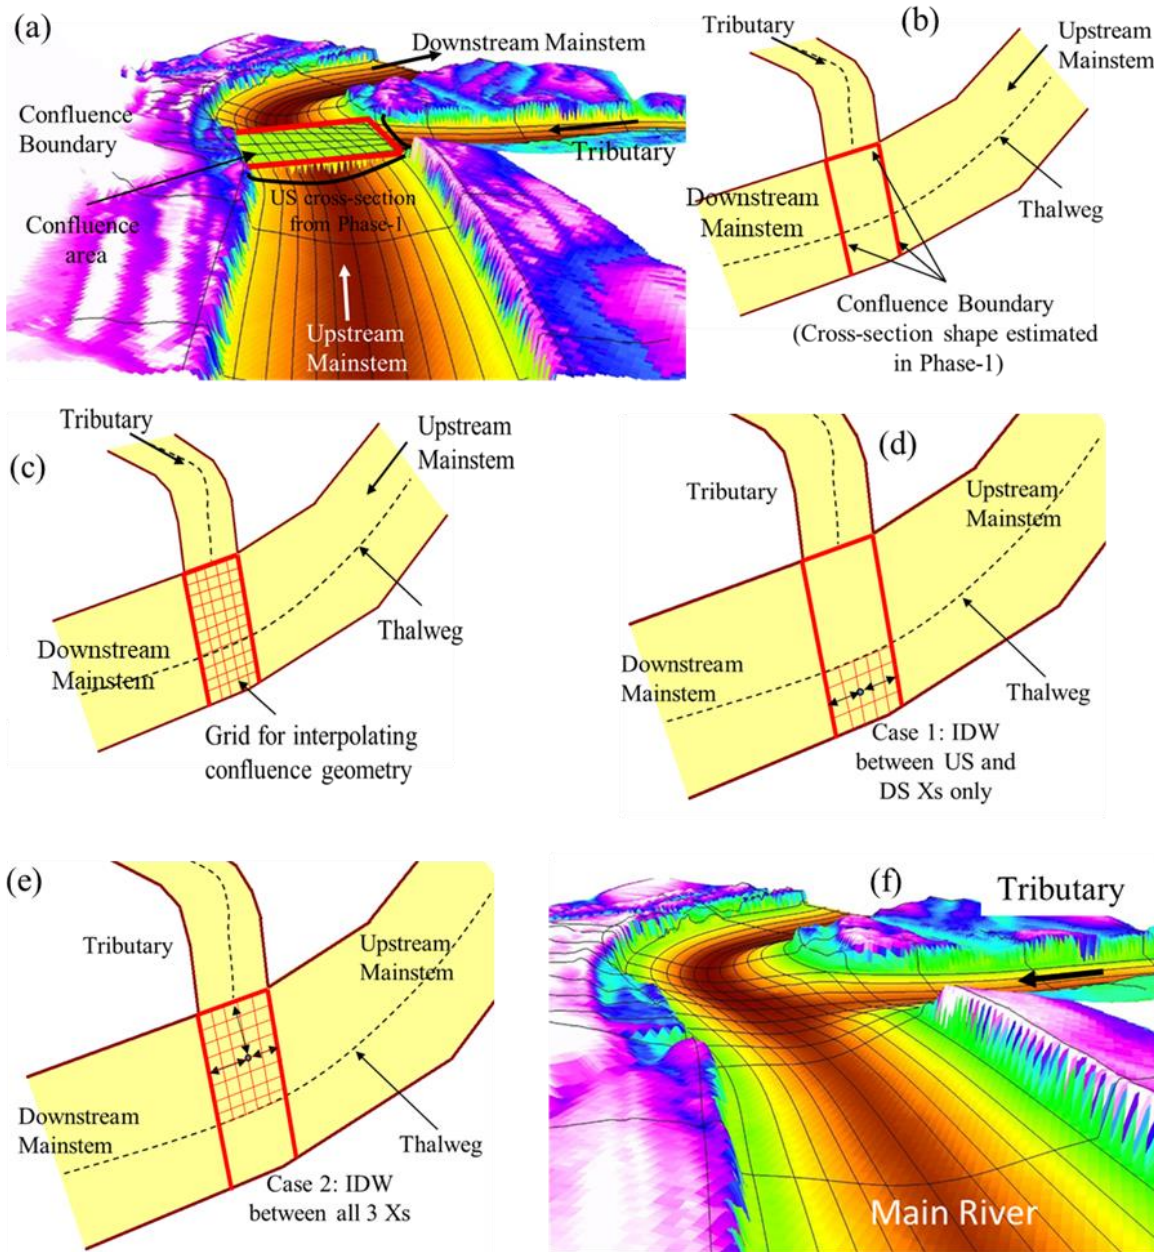 (a)
Downstream Mainstem
Confluence
Boundary
Tributary
US cross-section
from Phase-1
Confluence
area
Upstream
Mainstem
(b)
Tributary
Upstream
Mainstem
Downstream
Mainstem
Thalweg
Confluence Boundary
(Cross-section shape estimated
in Phase-1)
(c)
Tributary
Upstream
Mainstem
Thalweg
Downstream
Mainstem
Grid for interpolating
confluence geometry
(d)
Tributary
Upstream
Mainstem
Downstream
Mainstem
Thalweg
Case 1: IDW
between US and
DS Xs only
(e)
Tributary
Upstream
Mainstem
Downstream
Mainstem
Thalweg
Case 2: IDW
between all 3 Xs
(f)
Tributary
Main River